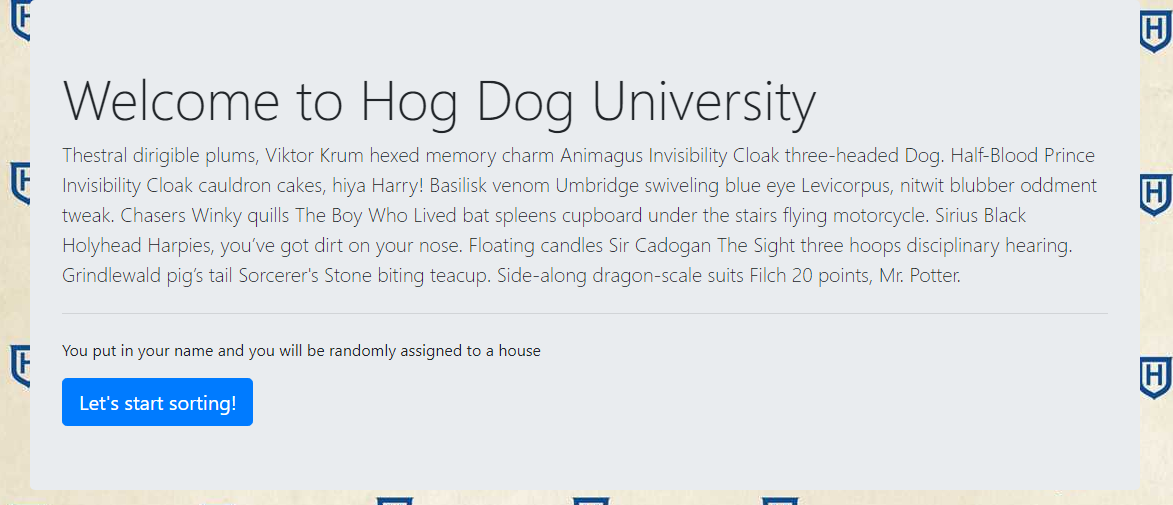 Welcome to Hog Dog University
Thestral dirigible plums, Viktor Krum hexed memory charm Animagus Invisibility Cloak three-headed Dog. Half-Blood Prince
Invisibility Cloak cauldron cakes, hiya Harry! Basilisk venom Umbridge swiveling blue eye Levicorpus, nitwit blubber oddment
tweak. Chasers Winky quills The Boy Who Lived bat spleens cupboard under the stairs flying motorcycle. Sirius Black
Holyhead Harpies, you’ve got dirt on your nose. Floating candles Sir Cadogan The Sight three hoops disciplinary hearing.
Grindlewald pig’s tail Sorcerer's Stone biting teacup. Side-along dragon-scale suits Filch 20 points, Mr. Potter.
You put in your name and you will be randomly assigned to a house
Let's start sorting!
H
H
H